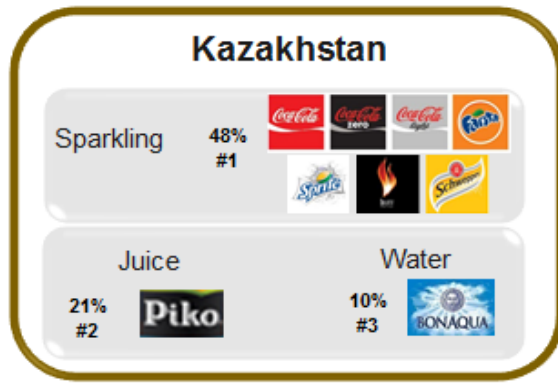 Kazakhstan
Sparkling
48%
#1
Coca-Cola
Coca-Cola zero
Coca-Cola light
Fanta
Sprite
burn
Schweppes
Juice
21%
#2
Piko
Water
10%
#3
BONAQUA